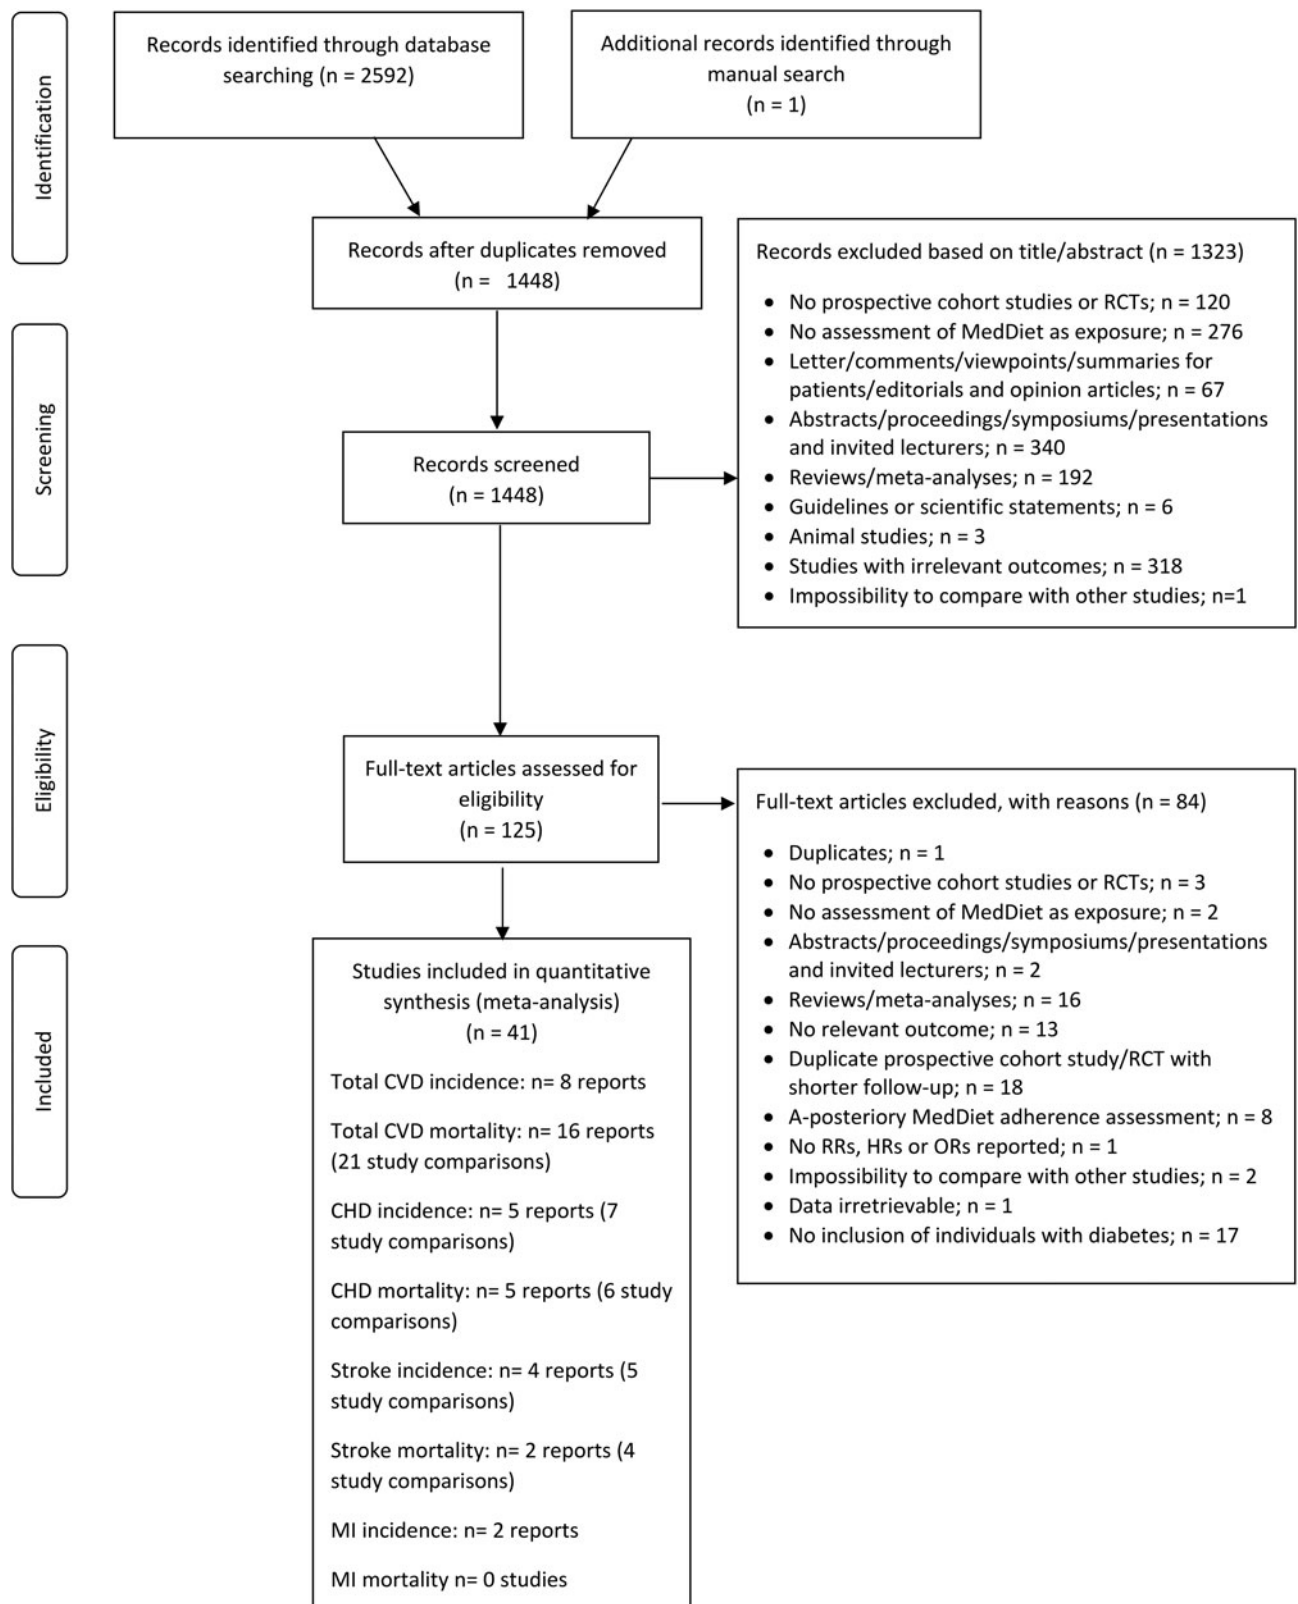 Identification
Records identified through database
searching (n = 2592)
Additional records identified through
manual search
(n = 1)
Records after duplicates removed
(n =   1448)
Screening
Records screened
(n = 1448)
Records excluded based on title/abstract (n = 1323)
• No prospective cohort studies or RCTs; n = 120
• No assessment of MedDiet as exposure; n = 276
• Letter/comments/viewpoints/summaries for
patients/editorials and opinion articles; n = 67
• Abstracts/proceedings/symposiums/presentations
and invited lecturers; n = 340
• Reviews/meta-analyses; n = 192
• Guidelines or scientific statements; n = 6
• Animal studies; n = 3
• Studies with irrelevant outcomes; n = 318
• Impossibility to compare with other studies; n=1
Eligibility
Full-text articles assessed for
eligibility
(n = 125)
Full-text articles excluded, with reasons (n = 84)
• Duplicates; n = 1
• No prospective cohort studies or RCTs; n = 3
• No assessment of MedDiet as exposure; n = 2
• Abstracts/proceedings/symposiums/presentations
and invited lecturers; n = 2
• Reviews/meta-analyses; n = 16
• No relevant outcome; n = 13
• Duplicate prospective cohort study/RCT with
shorter follow-up; n = 18
• A-posteriory MedDiet adherence assessment; n = 8
• No RRs, HRs or ORs reported; n = 1
• Impossibility to compare with other studies; n = 2
• Data irretrievable; n = 1
• No inclusion of individuals with diabetes; n = 17
Included
Studies included in quantitative
synthesis (meta-analysis)
(n = 41)
Total CVD incidence: n= 8 reports
Total CVD mortality: n= 16 reports
(21 study comparisons)
CHD incidence: n= 5 reports (7
study comparisons)
CHD mortality: n= 5 reports (6 study
comparisons)
Stroke incidence: n= 4 reports (5
study comparisons)
Stroke mortality: n= 2 reports (4
study comparisons)
MI incidence: n= 2 reports
MI mortality n= 0 studies